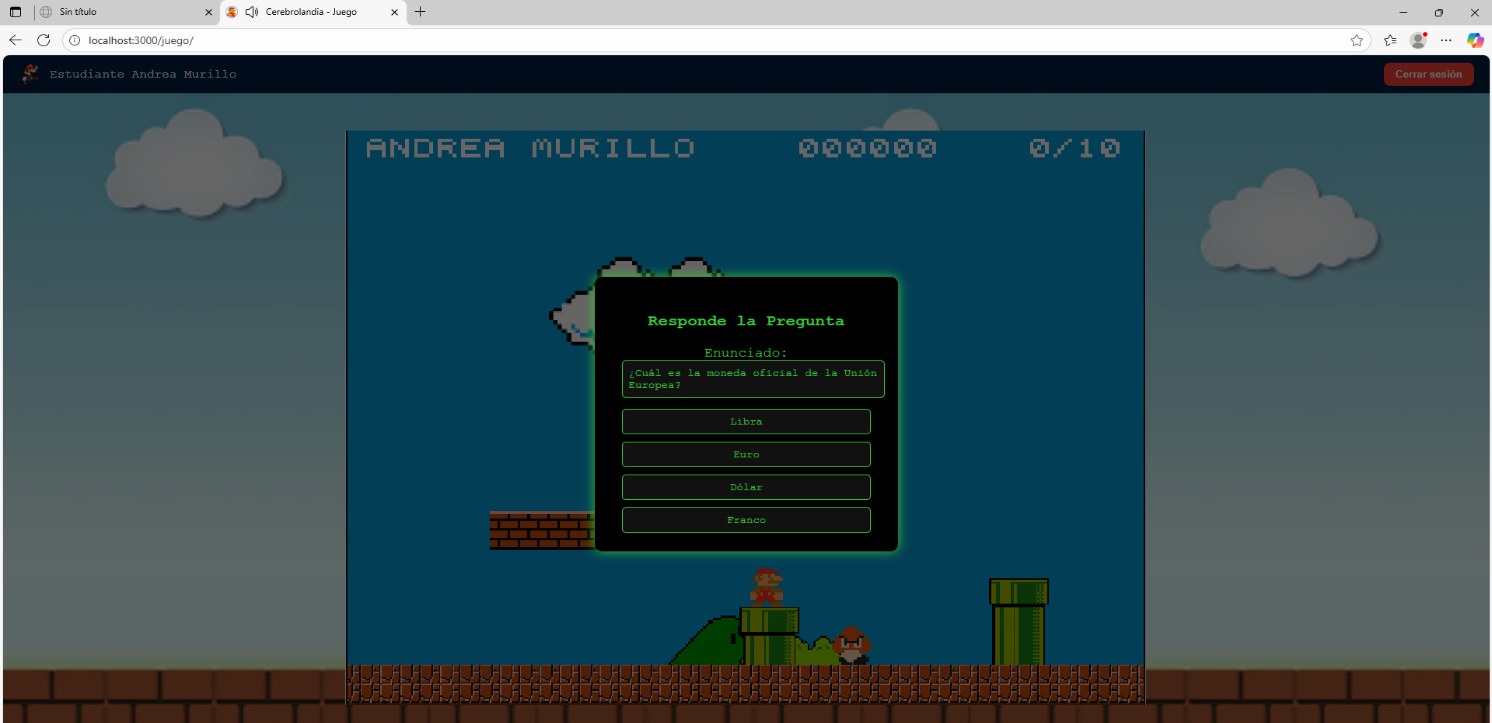 Sin título
Cerebrolandia - Juego
localhost:3000/juego/
Estudiante Andrea Murillo
Cerrar sesión
ANDREA MURILLO 000000 0/10
Responde la Pregunta
Enunciado:
¿Cuál es la moneda oficial de la Unión
Europea?
Libra
Euro
Dólar
Franco